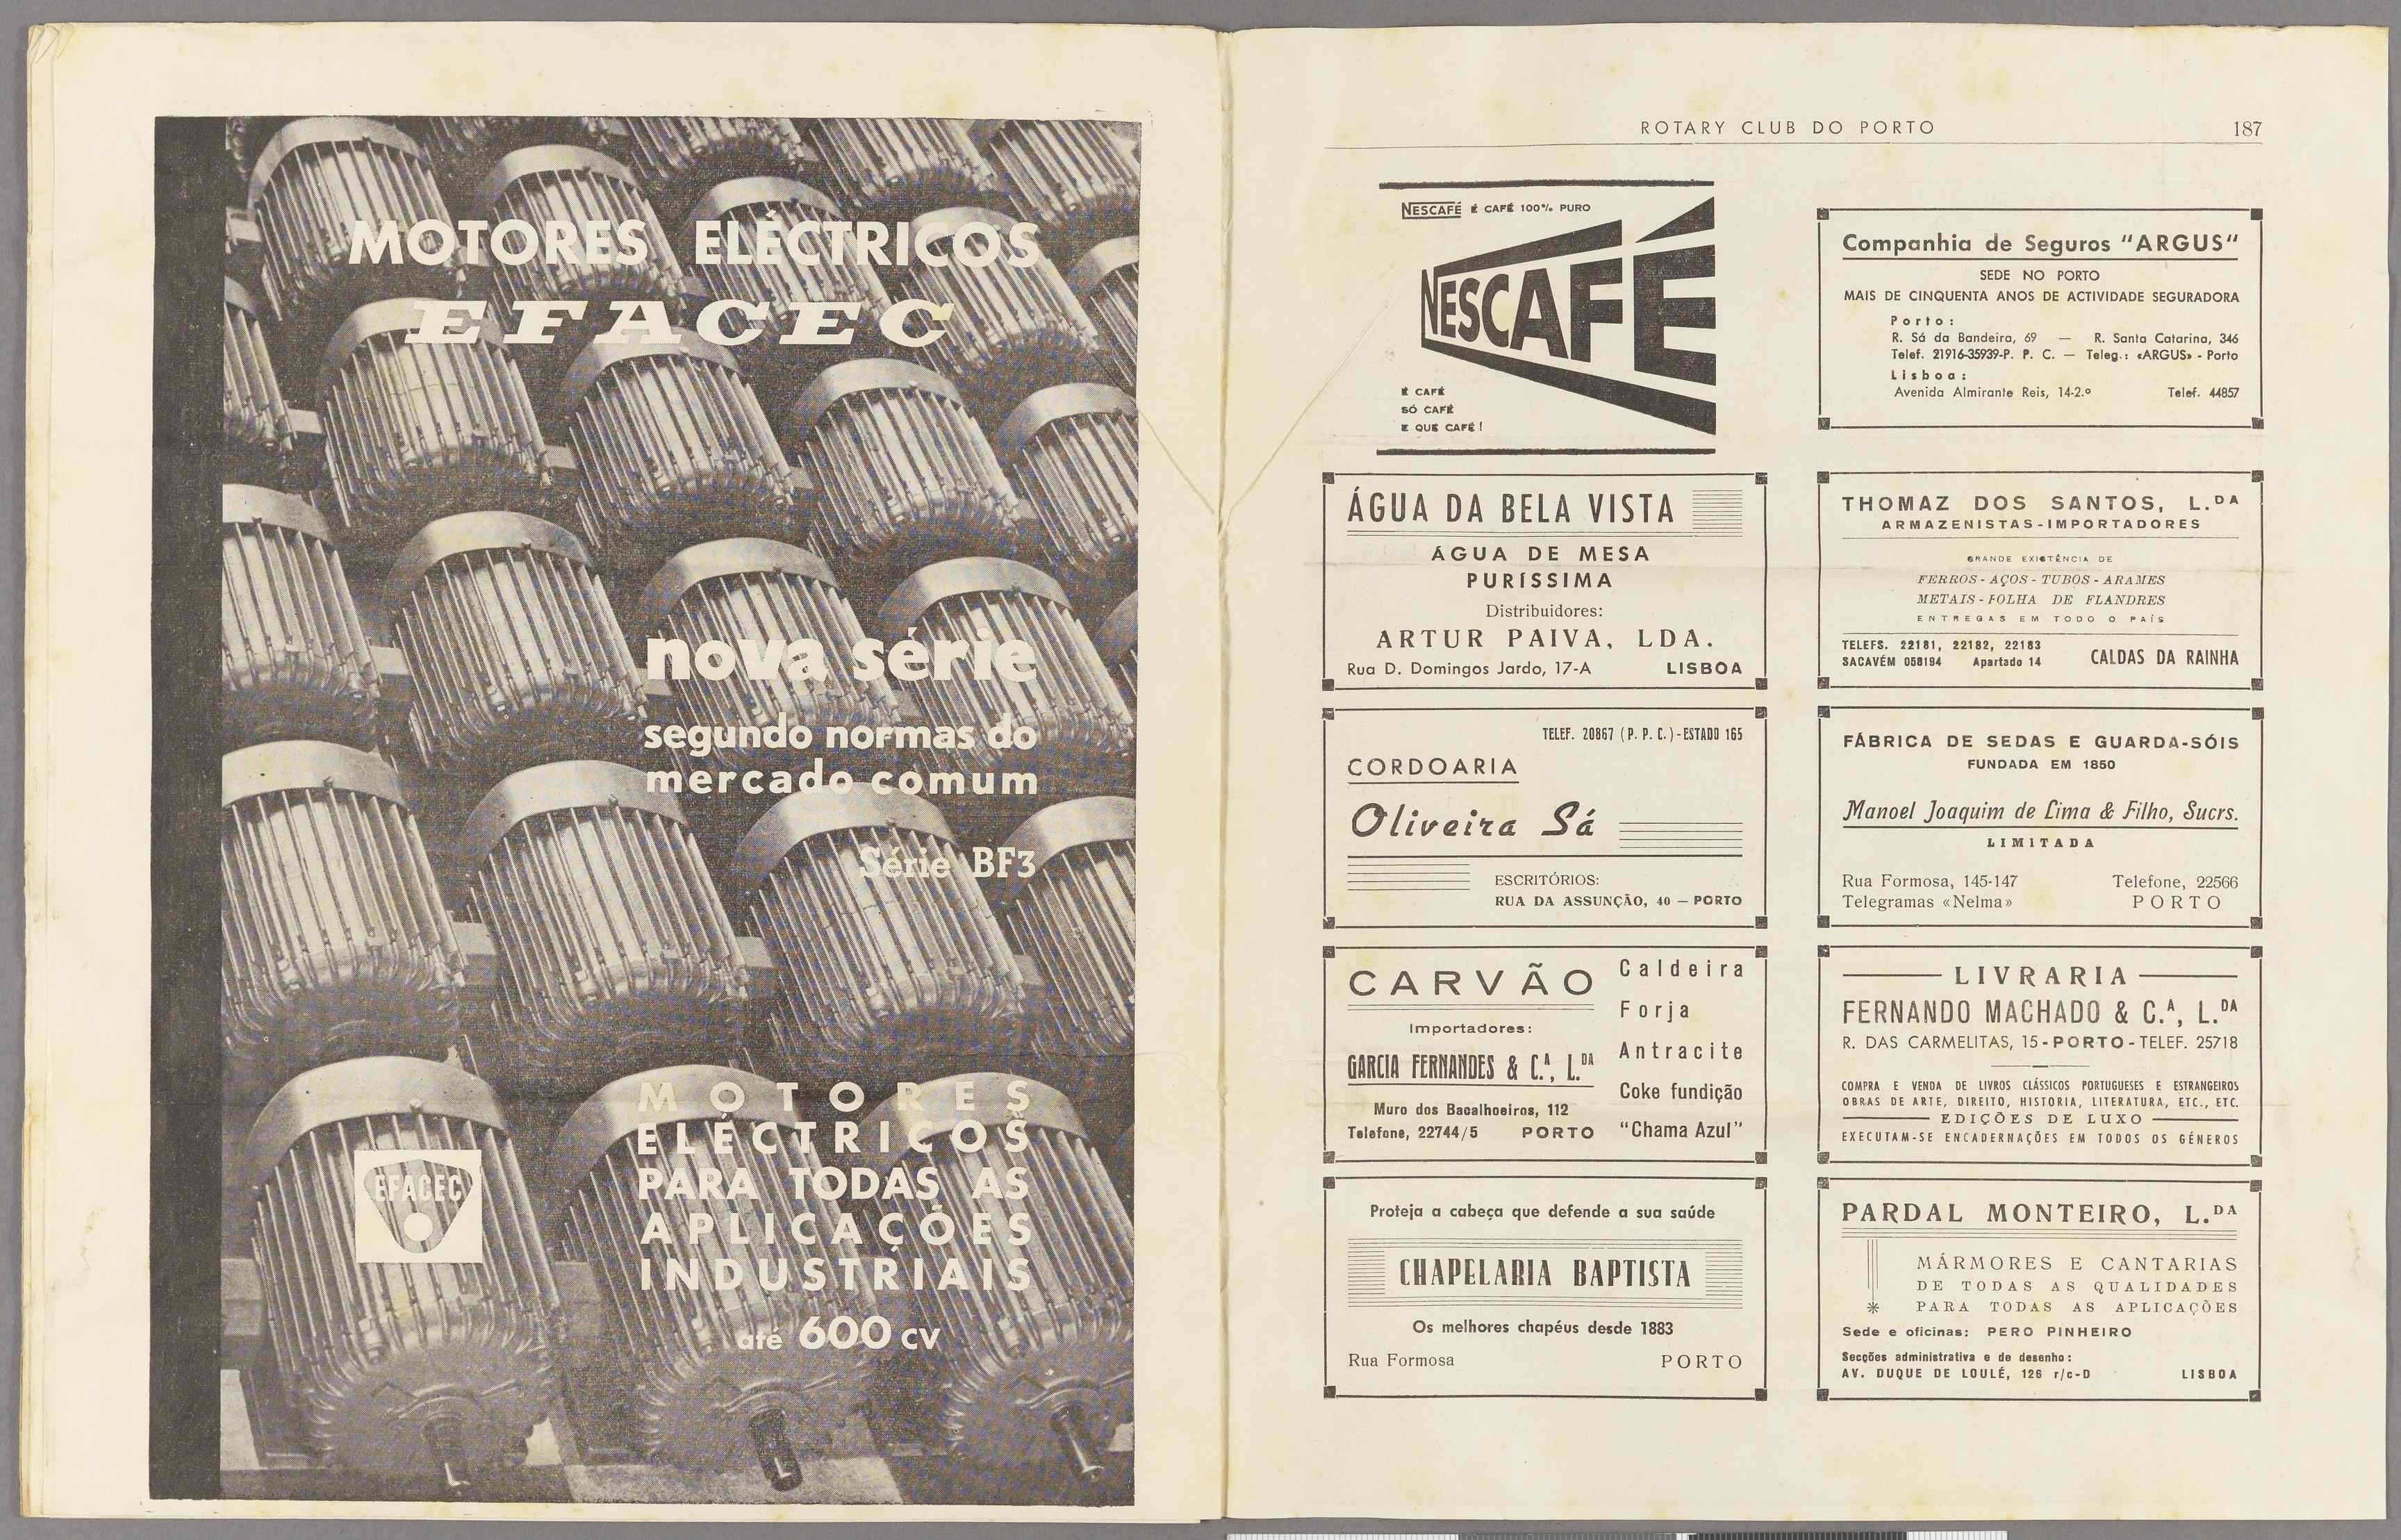 MOTORES ELÉCTRICOS
EFACEC
nova série
segundo normas do
mercado comum
Série BF3
MOTORES
ELÉCTRICOS
PARA TODAS AS
APLICAÇÕES
INDUSTRIAIS
até 600 CV
EFACEC
ROTARY CLUB DO PORTO 187
NESCAFÉ É CAFÉ 100% PURO
NESCAFÉ
É CAFÉ
SÓ CAFÉ
E QUE CAFÉ!
Companhia de Seguros "ARGUS"
SEDE NO PORTO
MAIS DE CINQUENTA ANOS DE ACTIVIDADE SEGURADORA
Porto:
R. Sá da Bandeira, 69 — R. Santa Catarina, 346
Telef. 21916-35939-P. P. C. — Teleg.: «ARGUS» - Porto
Lisboa:
Avenida Almirante Reis, 14-2.º Telef. 44857
ÁGUA DA BELA VISTA
ÁGUA DE MESA
PURÍSSIMA
Distribuidores:
ARTUR PAIVA, LDA.
Rua D. Domingos Jardo, 17-A LISBOA
THOMAZ DOS SANTOS, L.DA
ARMAZENISTAS-IMPORTADORES
GRANDE EXISTÊNCIA DE
FERROS - AÇOS - TUBOS - ARAMES
METAIS - FOLHA DE FLANDRES
ENTREGAS EM TODO O PAÍS
TELEFS. 22181, 22182, 22183
SACAVÉM 058194 Apartado 14 CALDAS DA RAINHA
TELEF. 20867 (P. P. C.) - ESTADO 165
CORDOARIA
Oliveira Sá
ESCRITÓRIOS:
RUA DA ASSUNÇÃO, 40 — PORTO
FÁBRICA DE SEDAS E GUARDA-SÓIS
FUNDADA EM 1850
Manoel Joaquim de Lima & Filho, Sucrs.
LIMITADA
Rua Formosa, 145-147 Telefone, 22566
Telegramas «Nelma» PORTO
CARVÃO
Importadores:
GARCIA FERNANDES & C.A, L.DA
Muro dos Bacalhoeiros, 112
Telefone, 22744/5 PORTO
Caldeira
Forja
Antracite
Coke fundição
"Chama Azul"
LIVRARIA
FERNANDO MACHADO & C.A, L.DA
R. DAS CARMELITAS, 15 - PORTO - TELEF. 25718
COMPRA E VENDA DE LIVROS CLÁSSICOS PORTUGUESES E ESTRANGEIROS
OBRAS DE ARTE, DIREITO, HISTORIA, LITERATURA, ETC., ETC.
EDIÇÕES DE LUXO
EXECUTAM-SE ENCADERNAÇÕES EM TODOS OS GÉNEROS
Proteja a cabeça que defende a sua saúde
CHAPELARIA BAPTISTA
Os melhores chapéus desde 1883
Rua Formosa PORTO
PARDAL MONTEIRO, L.DA
MÁRMORES E CANTARIAS
DE TODAS AS QUALIDADES
PARA TODAS AS APLICAÇÕES
Sede e oficinas: PERO PINHEIRO
Secções administrativa e de desenho:
AV. DUQUE DE LOULÉ, 126 r/c-D LISBOA